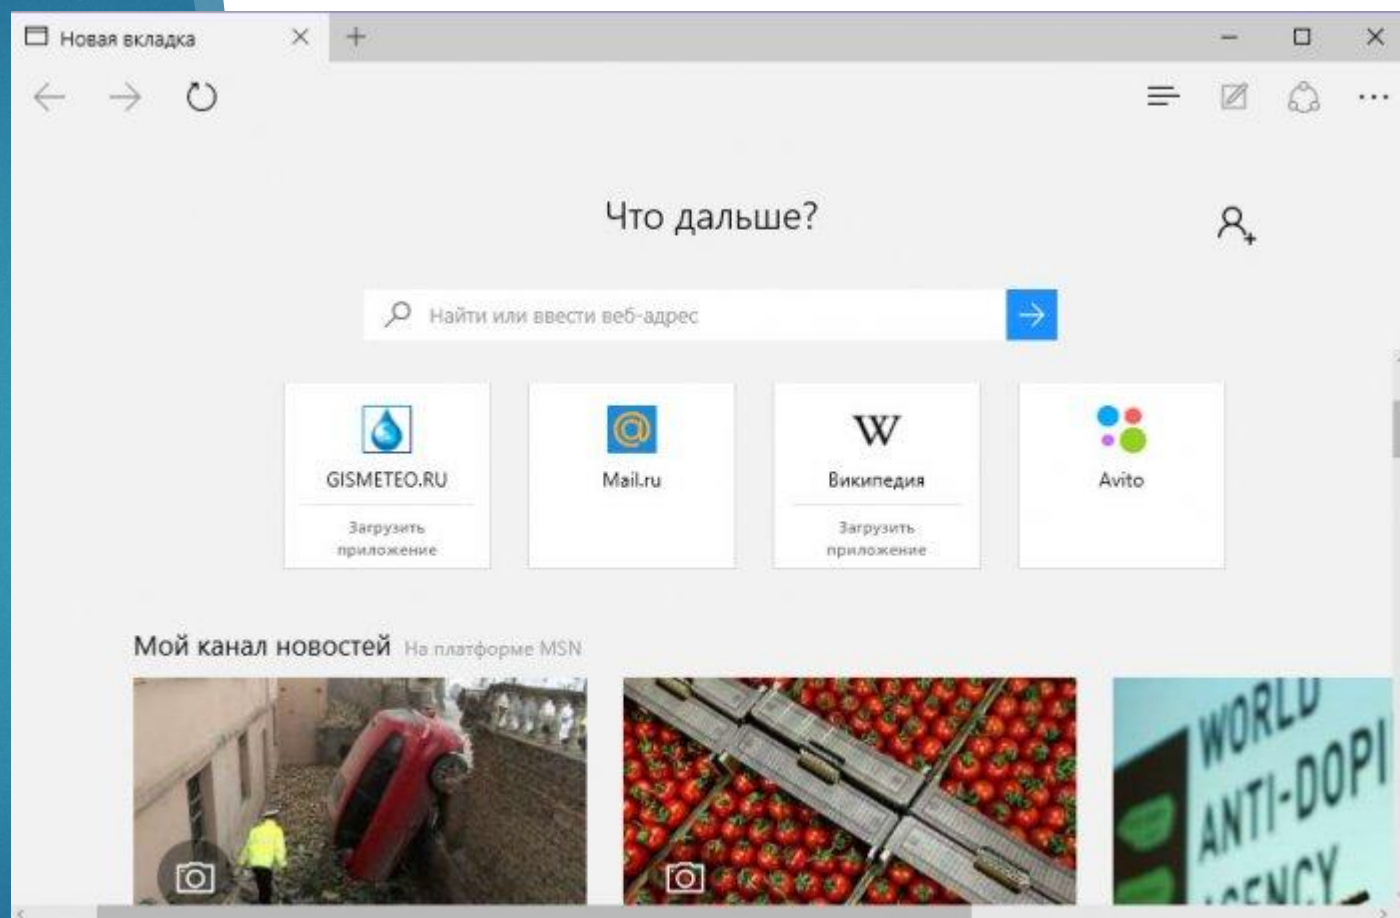 Новая вкладка
Что дальше?
Найти или ввести веб-адрес
GISMETEO.RU
Загрузить
приложение
Mail.ru
W
Википедия
Загрузить
приложение
Avito
Мой канал новостей На платформе MSN
WORLD
ANTI-DOPI
AGENCY